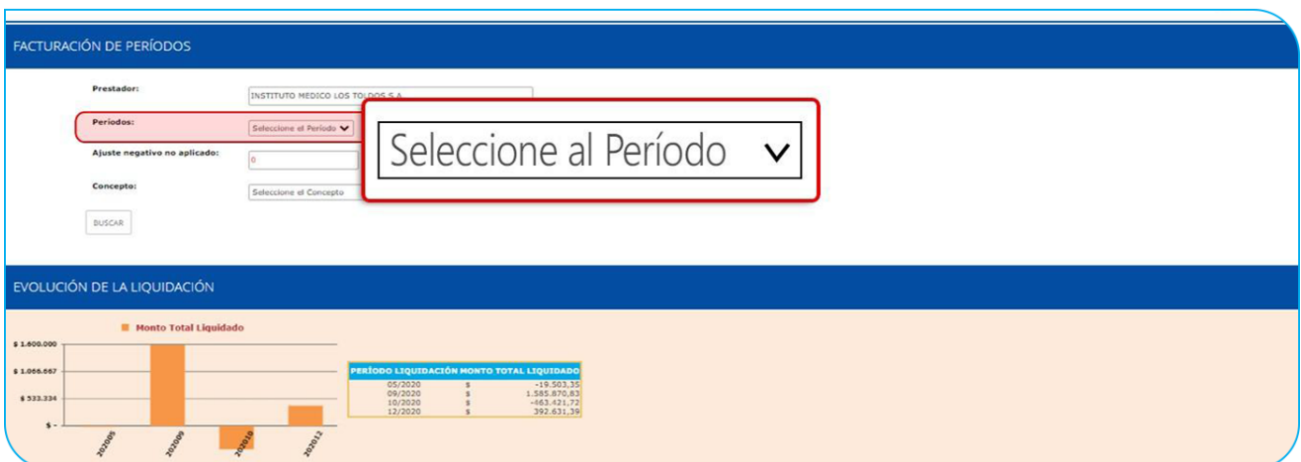 FACTURACIÓN DE PERÍODOS
Prestador:
INSTITUTO MEDICO LOS TOLDOS S.A.
Periodos:
Seleccione el Período
Seleccione al Período
Ajuste negativo no aplicado:
0
Concepto:
Seleccione el Concepto
BUSCAR
EVOLUCIÓN DE LA LIQUIDACIÓN
Monto Total Liquidado
$ 1.600.000
$ 1.066.667
$ 533.334
$ -
202005
202009
202010
202012
PERÍODO LIQUIDACIÓN MONTO TOTAL LIQUIDADO
05/2020 $ -19.503,35
09/2020 $ 1.585.870,83
10/2020 $ -463.421,72
12/2020 $ 392.631,39